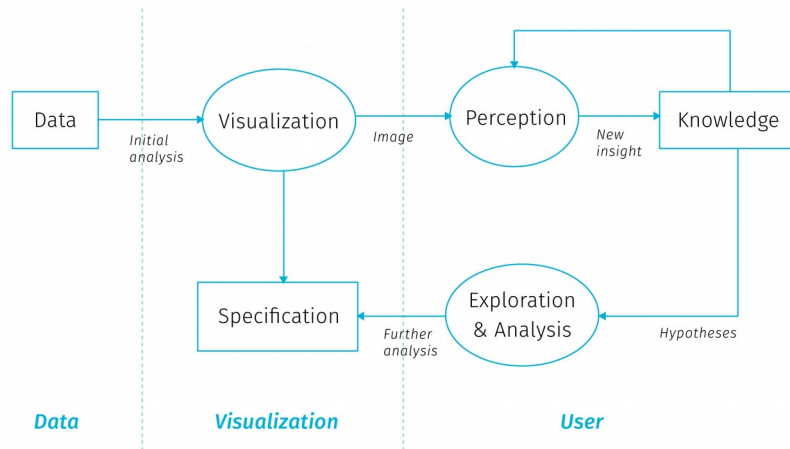 Data
Initial
analysis
Visualization
Image
Perception
New
insight
Knowledge
Specification
Further
analysis
Exploration
& Analysis
Hypotheses
Data
Visualization
User